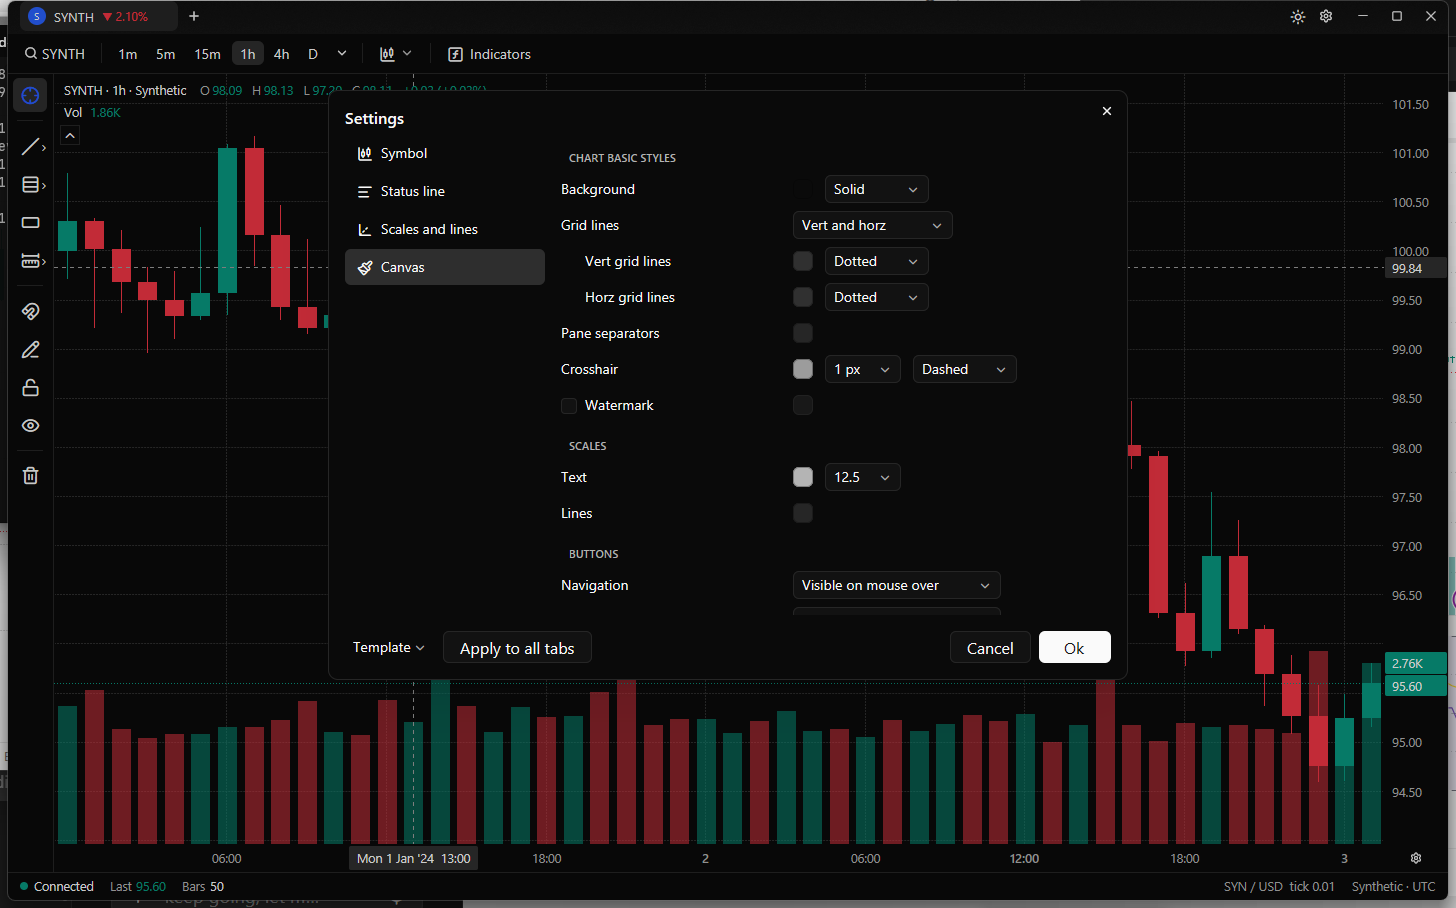 S SYNTH ▼2.10% +
SYNTH 1m 5m 15m 1h 4h D Indicators
SYNTH · 1h · Synthetic O 98.09 H 98.13
Vol 1.86K
Settings
Symbol
Status line
Scales and lines
Canvas
CHART BASIC STYLES
Background Solid
Grid lines Vert and horz
Vert grid lines Dotted
Horz grid lines Dotted
Pane separators
Crosshair 1 px Dashed
Watermark
SCALES
Text 12.5
Lines
BUTTONS
Navigation Visible on mouse over
Template Apply to all tabs Cancel Ok
101.50
101.00
100.50
100.00
99.84
99.50
99.00
98.50
98.00
97.50
97.00
96.50
2.76K
95.60
95.00
94.50
06:00 Mon 1 Jan '24 13:00 18:00 2 06:00 12:00 18:00 3
Connected Last 95.60 Bars 50 SYN / USD tick 0.01 Synthetic · UTC